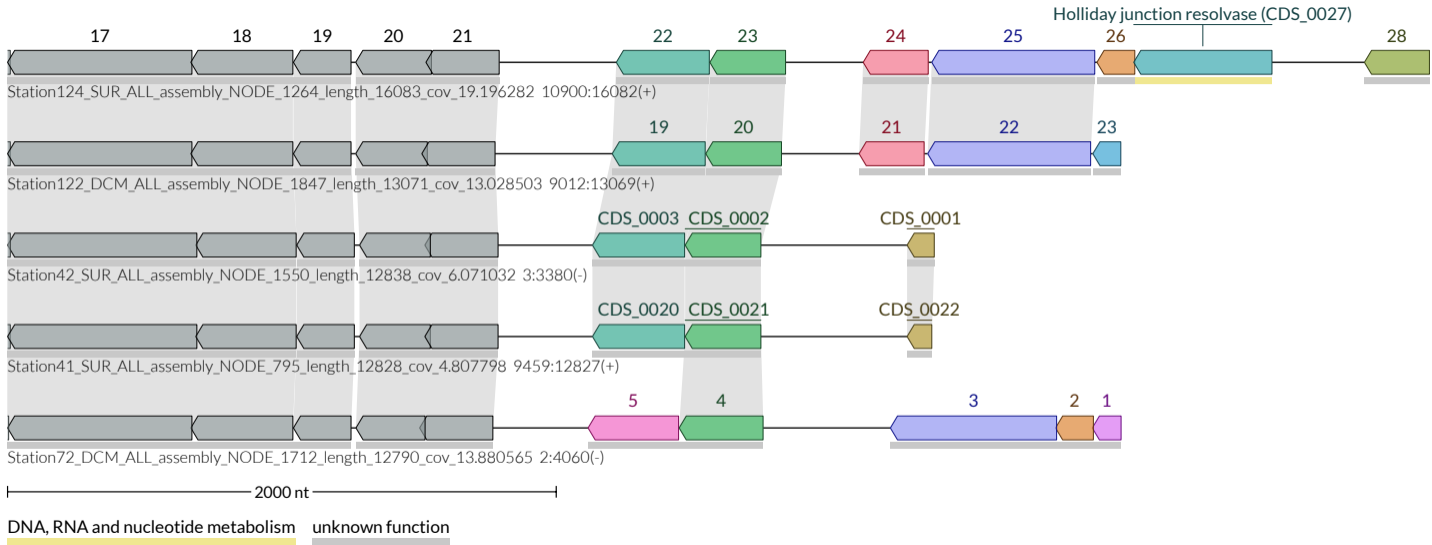 Holliday junction resolvase (CDS_0027)
17 18 19 20 21 22 23 24 25 26 28
Station124_SUR_ALL_assembly_NODE_1264_length_16083_cov_19.196282 10900:16082(+)
19 20 21 22 23
Station122_DCM_ALL_assembly_NODE_1847_length_13071_cov_13.028503 9012:13069(+)
CDS_0003 CDS_0002 CDS_0001
Station42_SUR_ALL_assembly_NODE_1550_length_12838_cov_6.071032 3:3380(-)
CDS_0020 CDS_0021 CDS_0022
Station41_SUR_ALL_assembly_NODE_795_length_12828_cov_4.807798 9459:12827(+)
5 4 3 2 1
Station72_DCM_ALL_assembly_NODE_1712_length_12790_cov_13.880565 2:4060(-)
2000 nt
DNA, RNA and nucleotide metabolism unknown function